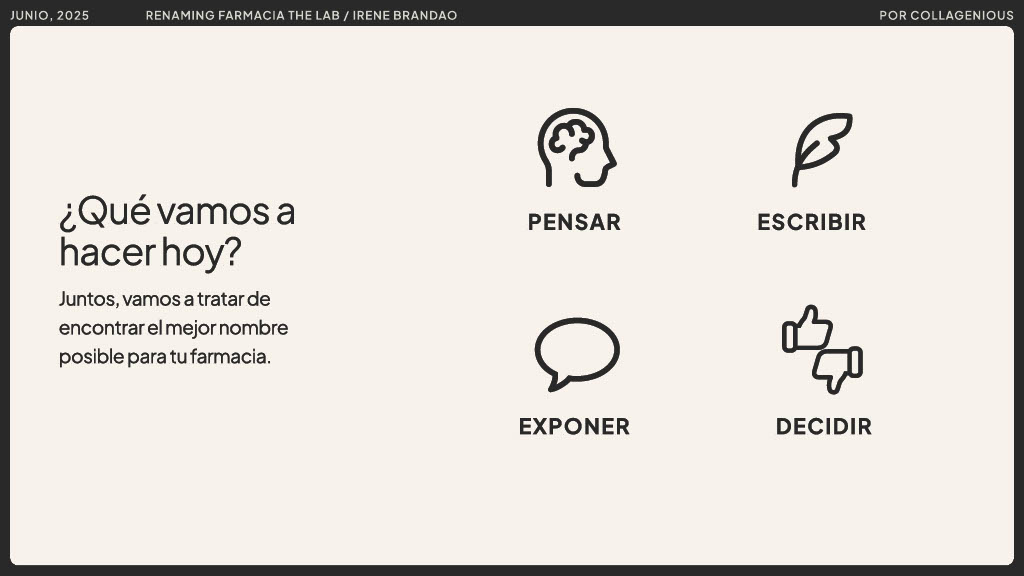 JUNIO, 2025
RENAMING FARMACIA THE LAB / IRENE BRANDAO
POR COLLAGENIOUS
¿Qué vamos a
hacer hoy?
Juntos, vamos a tratar de
encontrar el mejor nombre
posible para tu farmacia.
PENSAR
ESCRIBIR
EXPONER
DECIDIR